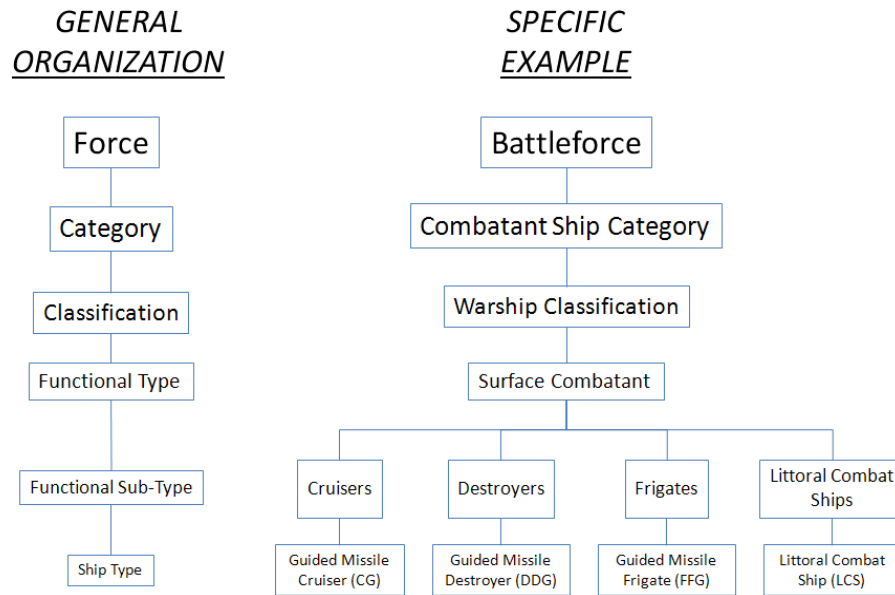 GENERAL
ORGANIZATION
SPECIFIC
EXAMPLE
Force
Category
Classification
Functional Type
Functional Sub-Type
Ship Type
Battleforce
Combatant Ship Category
Warship Classification
Surface Combatant
Cruisers
Destroyers
Frigates
Littoral Combat
Ships
Guided Missile
Cruiser (CG)
Guided Missile
Destroyer (DDG)
Guided Missile
Frigate (FFG)
Littoral Combat
Ship (LCS)